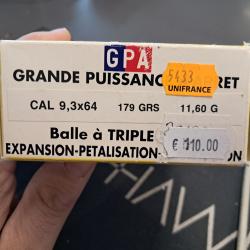 GPA
5433
UNIFRANCE
GRANDE PUISSANC RET
CAL 9,3x64 179 GRS 11,60 G
Balle à TRIPLE
EXPANSION-PETALISATION- ON
€ 110.00